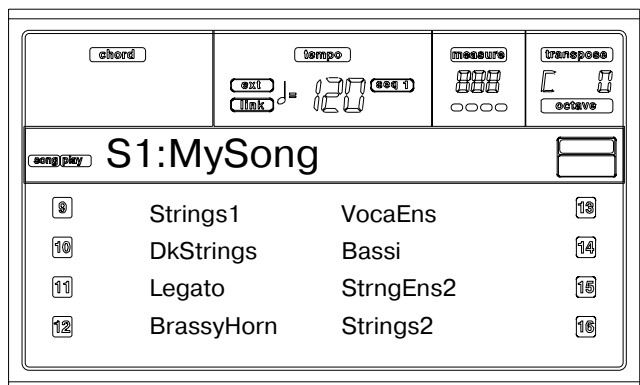 chord tempo measure transpose
ext ♩= 120 seq 1 888 C 0
link octave
song play S1:MySong
9 Strings1 VocaEns 13
10 DkStrings Bassi 14
11 Legato StrngEns2 15
12 BrassyHorn Strings2 16